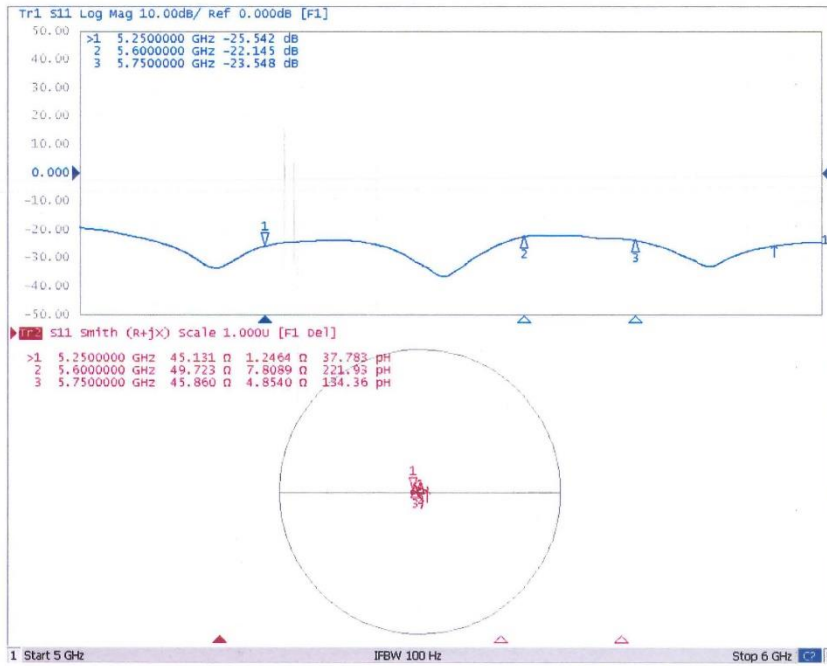 Tr1 S11 Log Mag 10.00dB/ Ref 0.000dB [F1]
50.00
>1 5.2500000 GHz -25.542 dB
2 5.6000000 GHz -22.145 dB
3 5.7500000 GHz -23.548 dB
40.00
30.00
20.00
10.00
0.000
-10.00
-20.00
-30.00
-40.00
-50.00
1
2
3
1
Tr2 S11 Smith (R+jX) Scale 1.000U [F1 Del]
>1 5.2500000 GHz 45.131 Ω 1.2464 Ω 37.783 pH
2 5.6000000 GHz 49.723 Ω 7.8089 Ω 221.93 pH
3 5.7500000 GHz 45.860 Ω 4.8540 Ω 134.36 pH
1
3
1 Start 5 GHz IFBW 100 Hz Stop 6 GHz C2